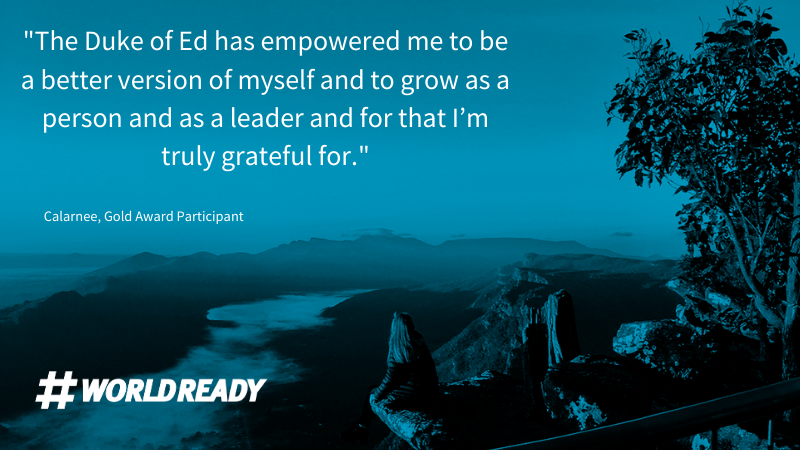 "The Duke of Ed has empowered me to be
a better version of myself and to grow as a
person and as a leader and for that I’m
truly grateful for."
Calarnee, Gold Award Participant
#WORLDREADY